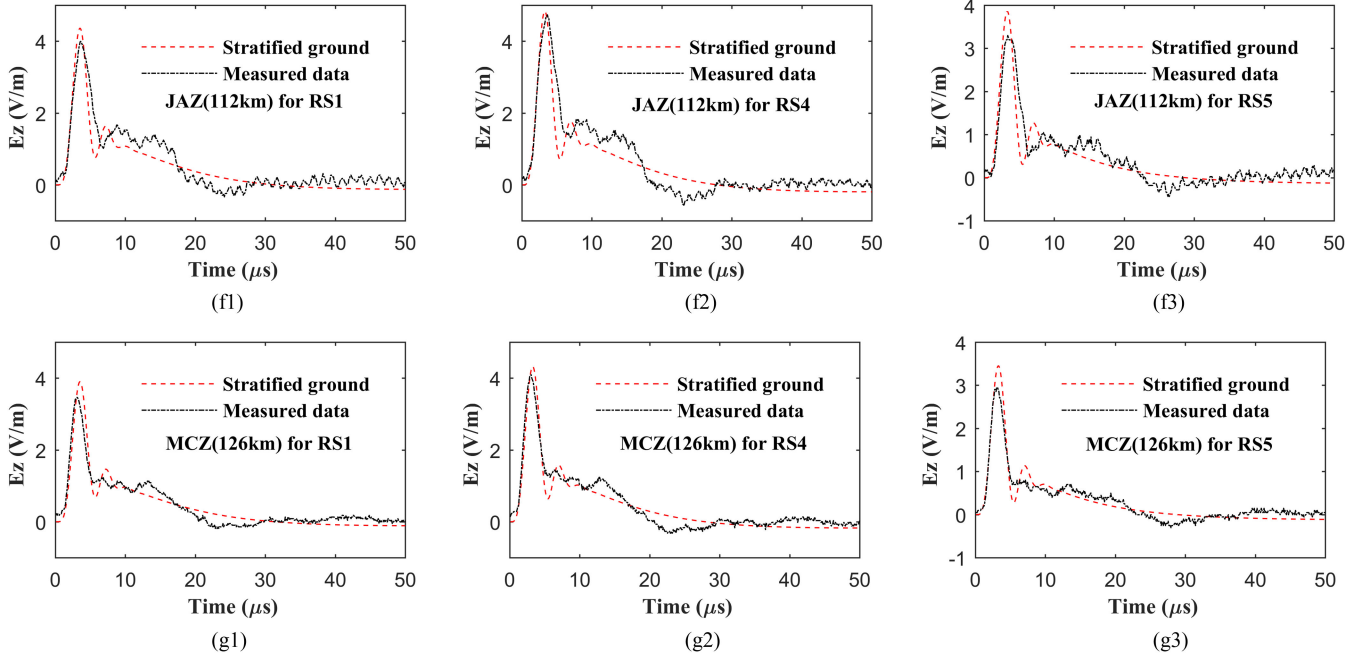 4
2
0
Ez (V/m)
Stratified ground
Measured data
JAZ(112km) for RS1
0 10 20 30 40 50
Time (μs)
(f1)
4
2
0
Ez (V/m)
Stratified ground
Measured data
JAZ(112km) for RS4
0 10 20 30 40 50
Time (μs)
(f2)
4
3
2
1
0
-1
Ez (V/m)
Stratified ground
Measured data
JAZ(112km) for RS5
0 10 20 30 40 50
Time (μs)
(f3)
4
2
0
Ez (V/m)
Stratified ground
Measured data
MCZ(126km) for RS1
0 10 20 30 40 50
Time (μs)
(g1)
4
2
0
Ez (V/m)
Stratified ground
Measured data
MCZ(126km) for RS4
0 10 20 30 40 50
Time (μs)
(g2)
4
3
2
1
0
-1
Ez (V/m)
Stratified ground
Measured data
MCZ(126km) for RS5
0 10 20 30 40 50
Time (μs)
(g3)